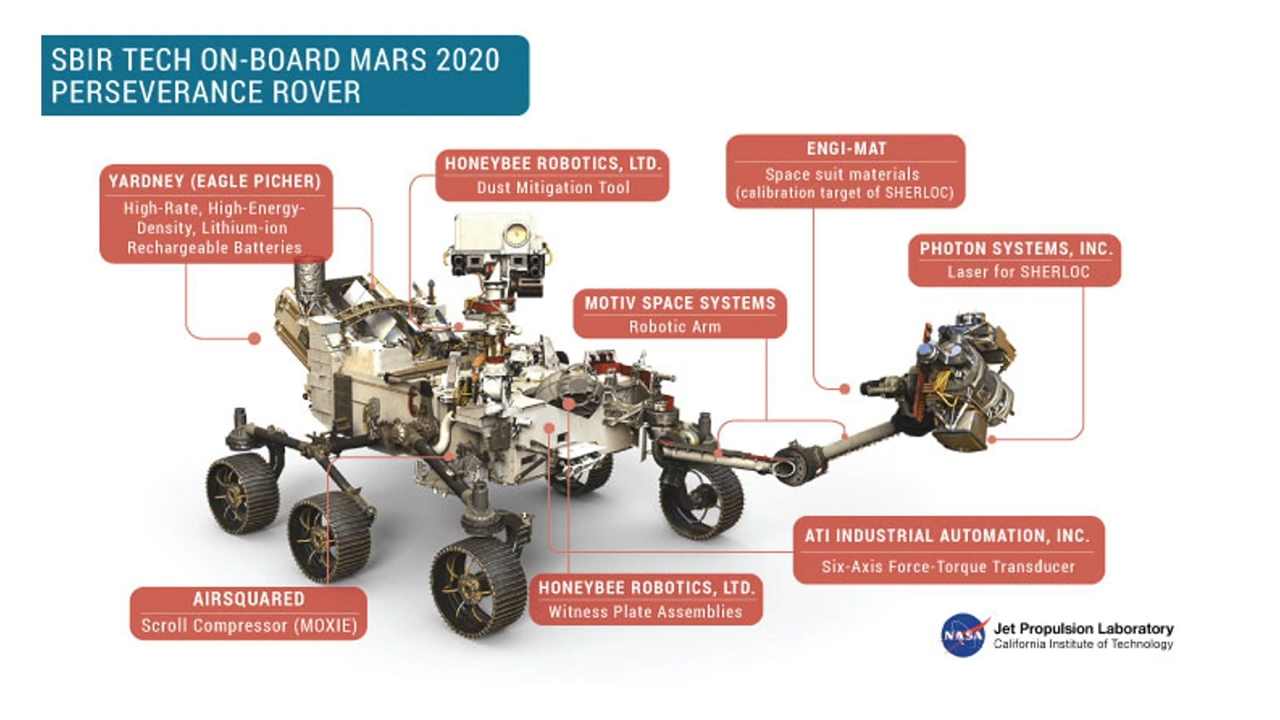 SBIR TECH ON-BOARD MARS 2020
PERSEVERANCE ROVER
YARDNEY (EAGLE PICHER)
High-Rate, High-Energy-
Density, Lithium-ion
Rechargeable Batteries
HONEYBEE ROBOTICS, LTD.
Dust Mitigation Tool
ENGI-MAT
Space suit materials
(calibration target of SHERLOC)
PHOTON SYSTEMS, INC.
Laser for SHERLOC
MOTIV SPACE SYSTEMS
Robotic Arm
ATI INDUSTRIAL AUTOMATION, INC.
Six-Axis Force-Torque Transducer
AIRSQUARED
Scroll Compressor (MOXIE)
HONEYBEE ROBOTICS, LTD.
Witness Plate Assemblies
NASA
Jet Propulsion Laboratory
California Institute of Technology